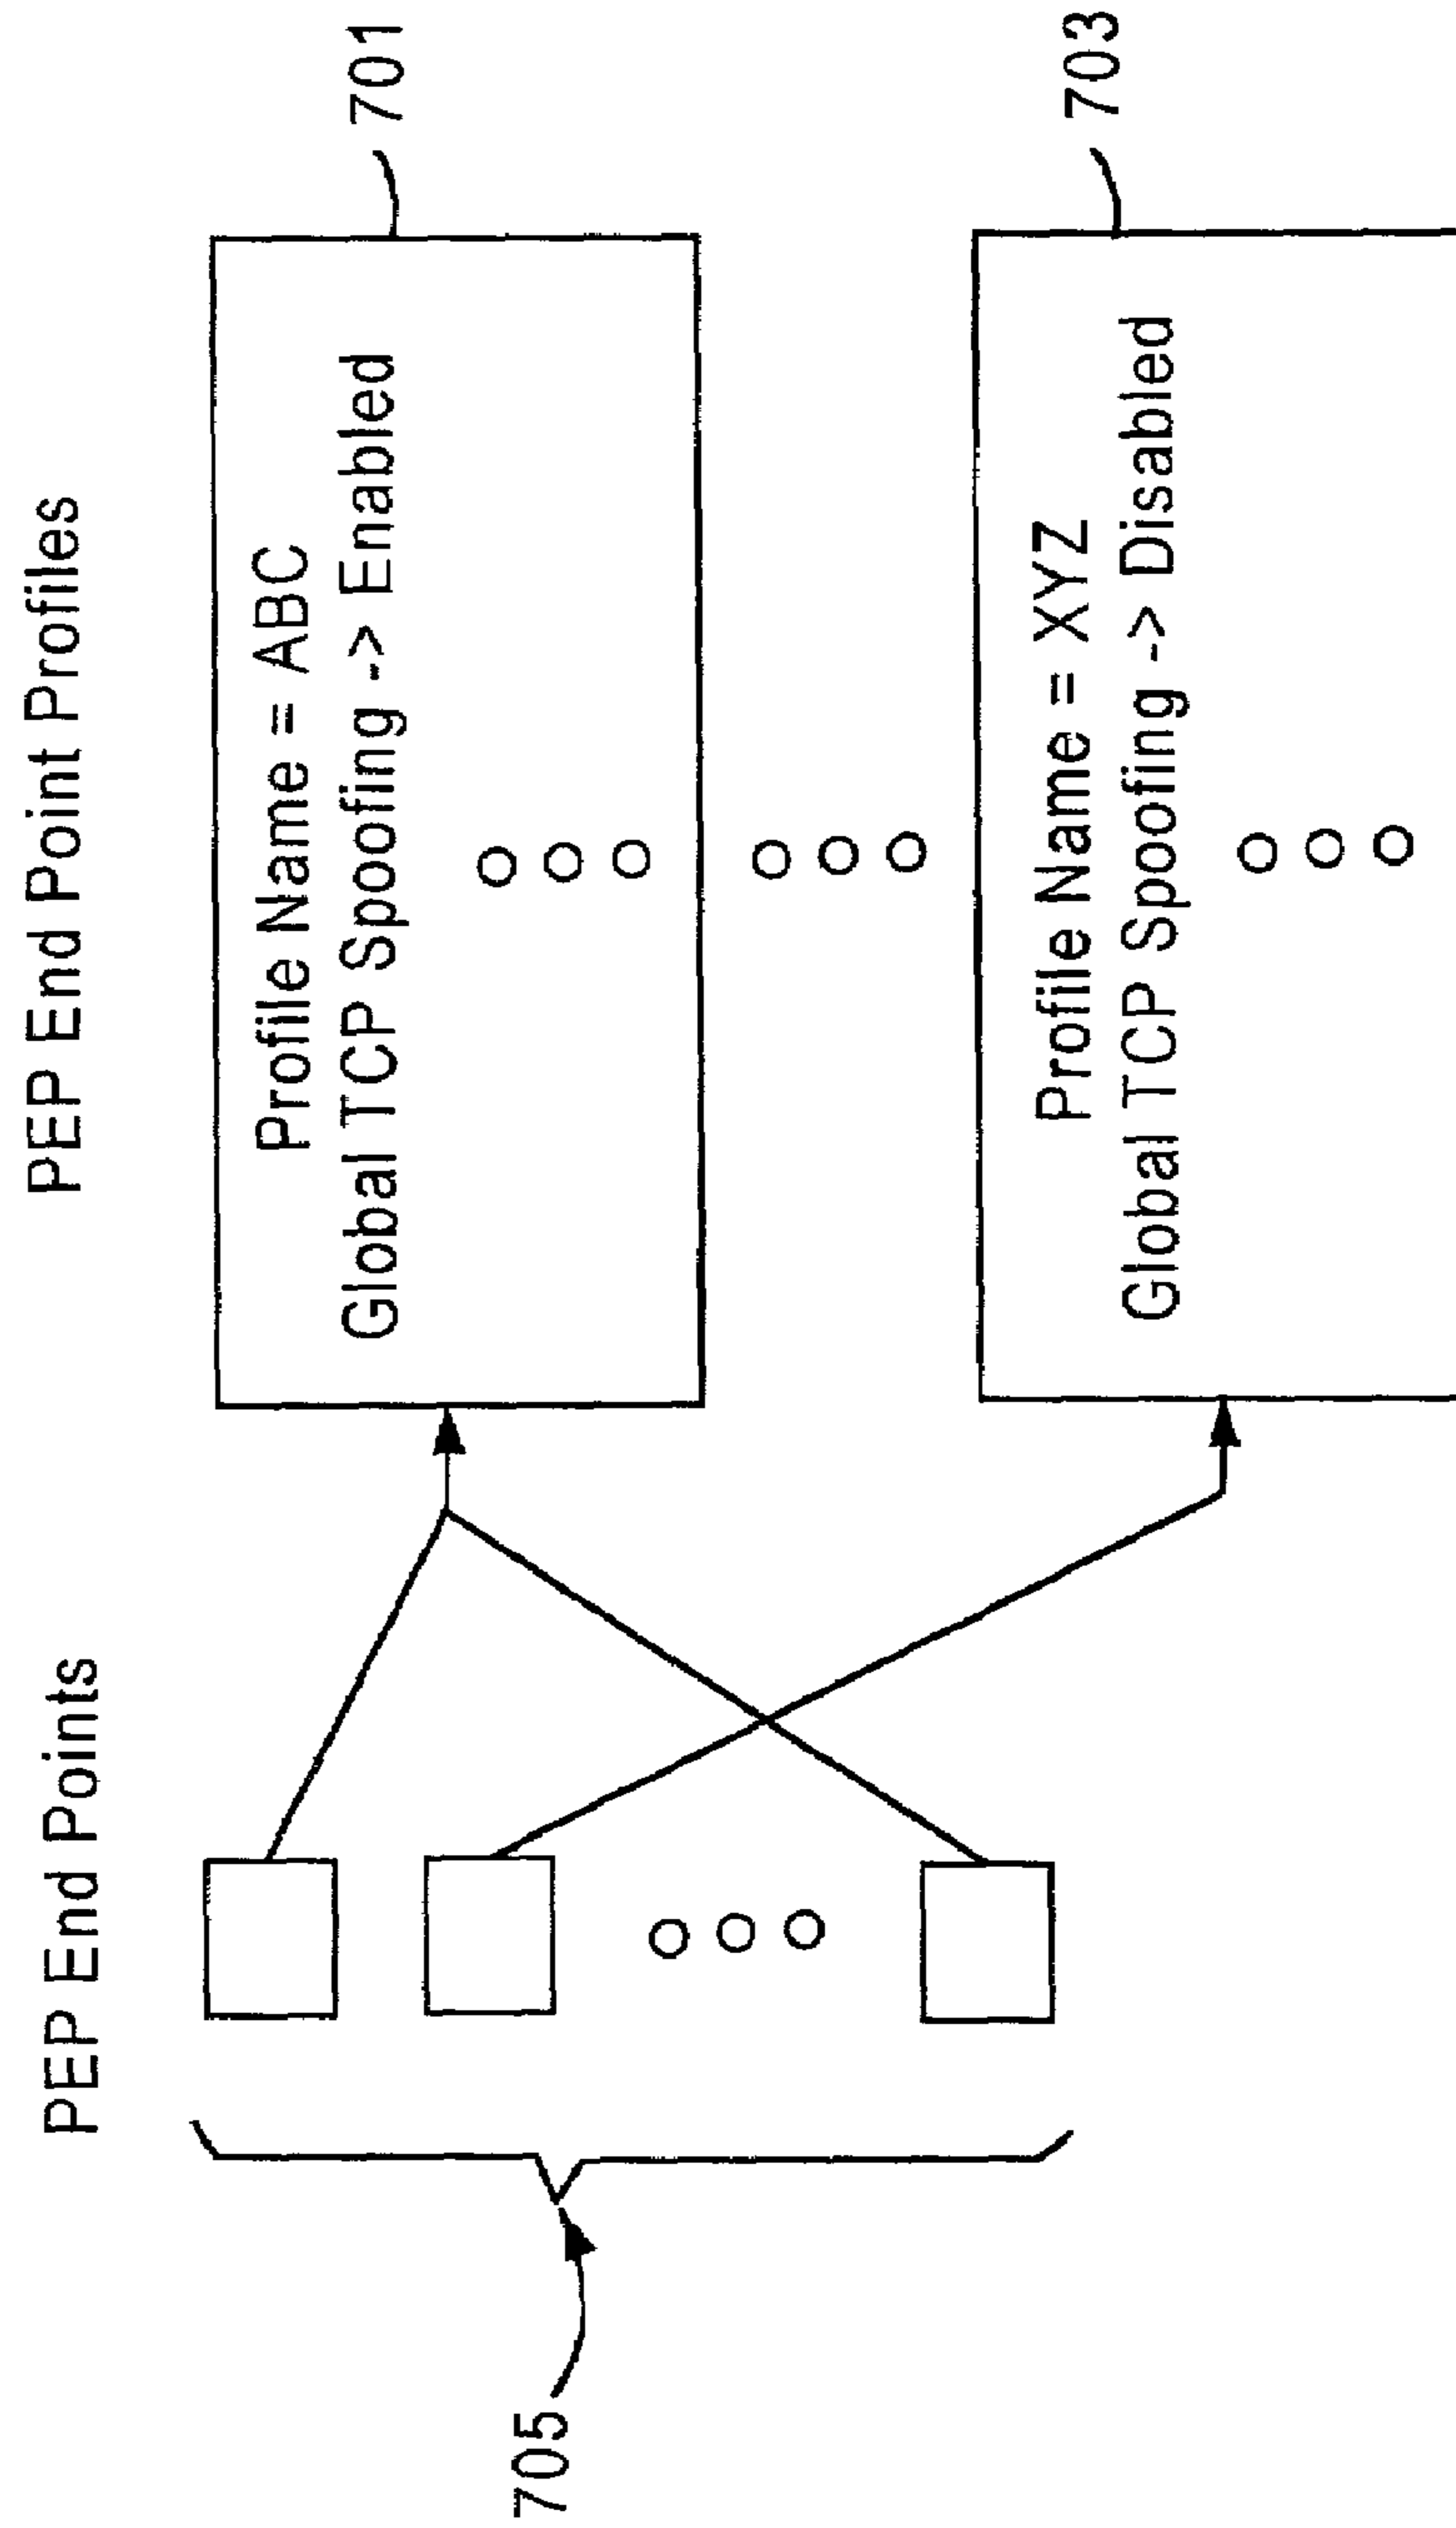 PEP End Points
PEP End Point Profiles
705
701
Profile Name = ABC
Global TCP Spoofing -> Enabled
703
Profile Name = XYZ
Global TCP Spoofing -> Disabled